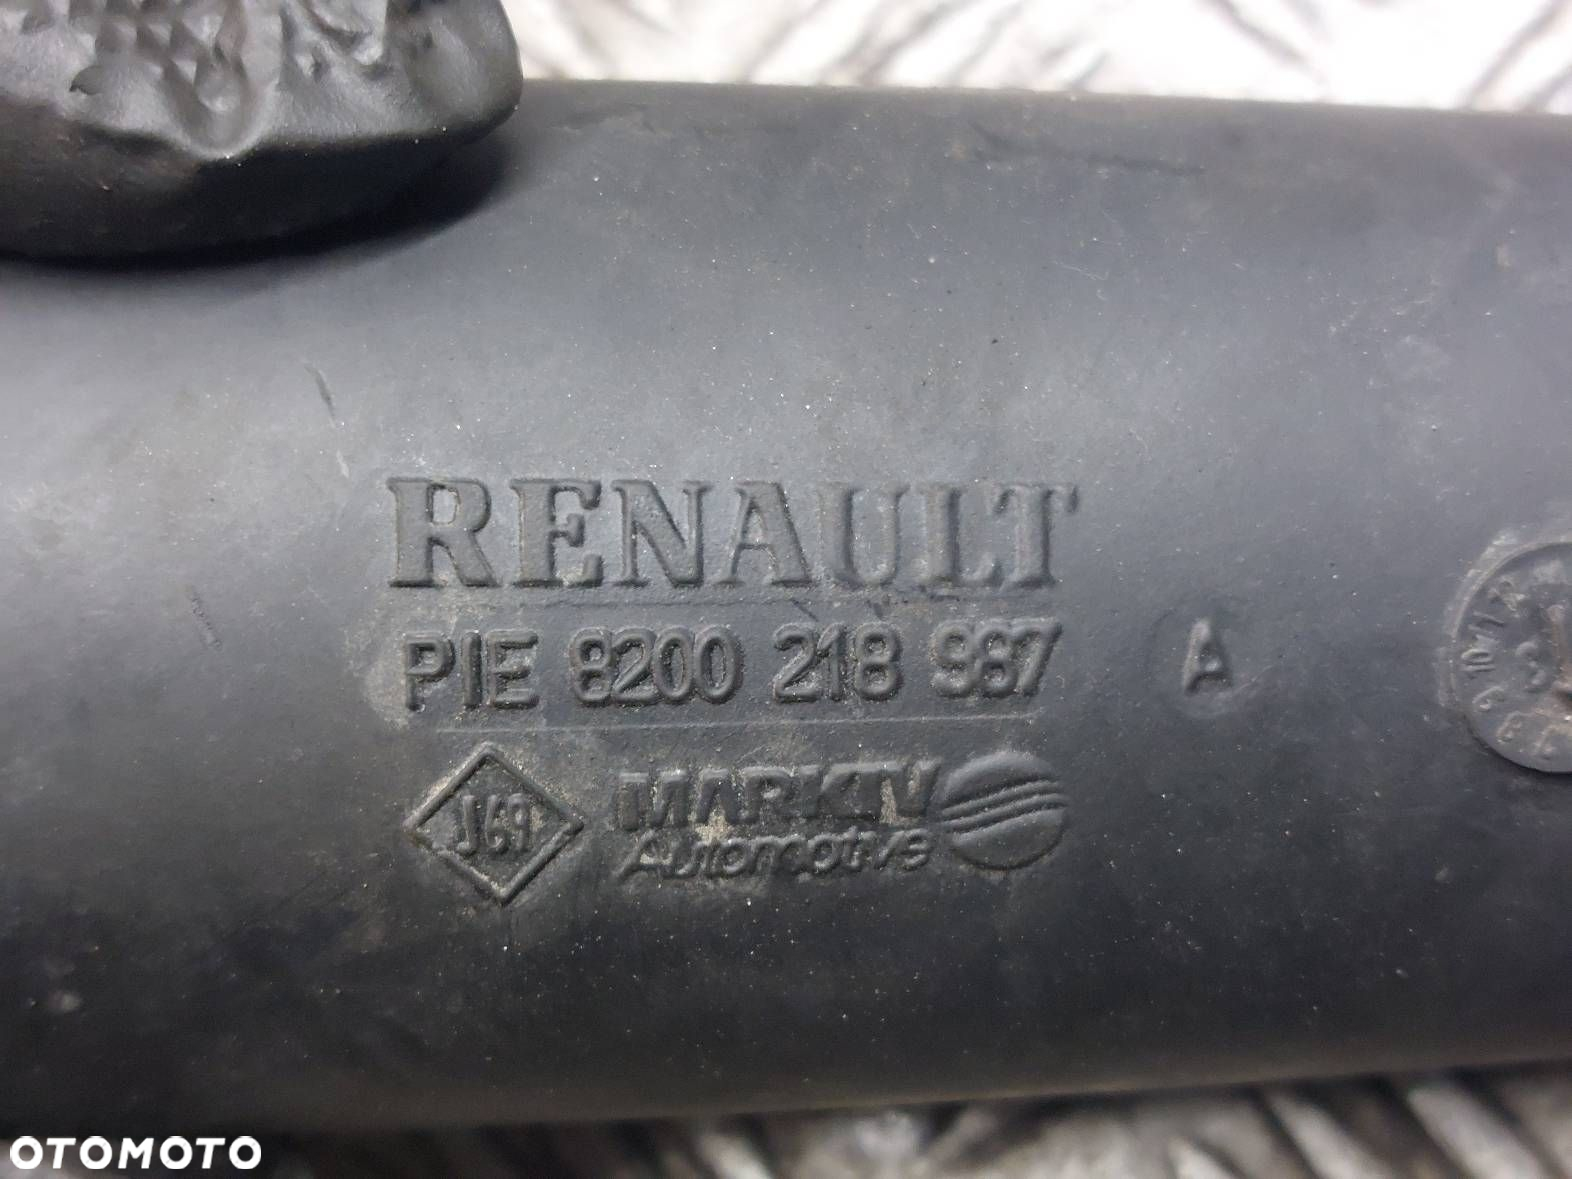 RENAULT
PIE 8200 218 987 A
J69
MARKIV
Automotive
OTOMOTO